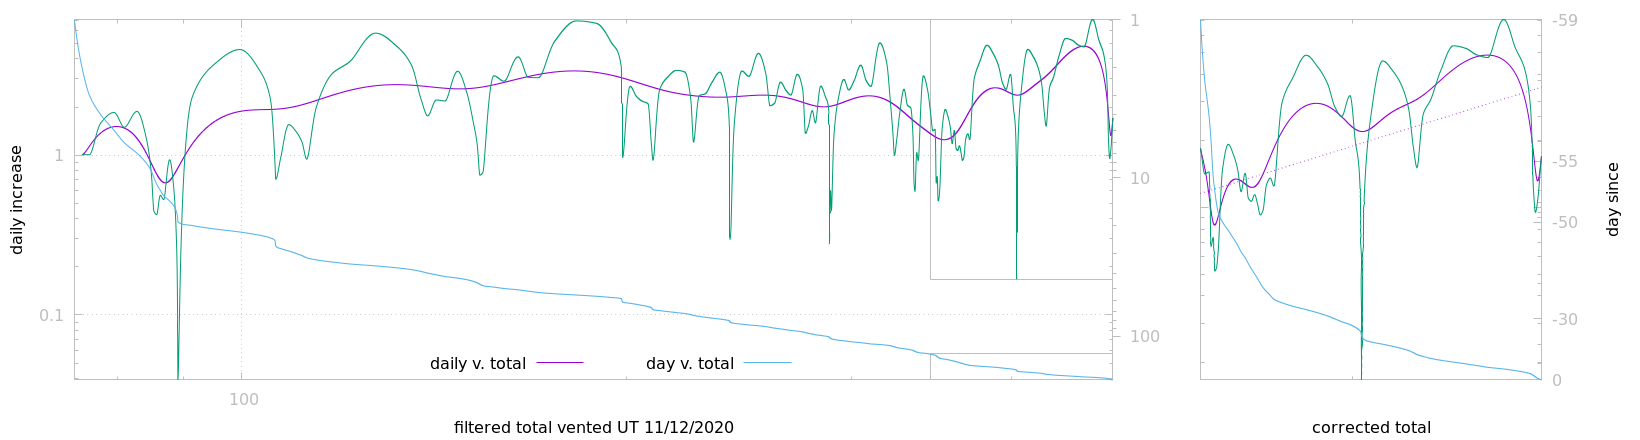 1
-59
daily increase
1
10
-55
-50
day since
0.1
100
-30
daily v. total
day v. total
0
100
filtered total vented UT 11/12/2020
corrected total